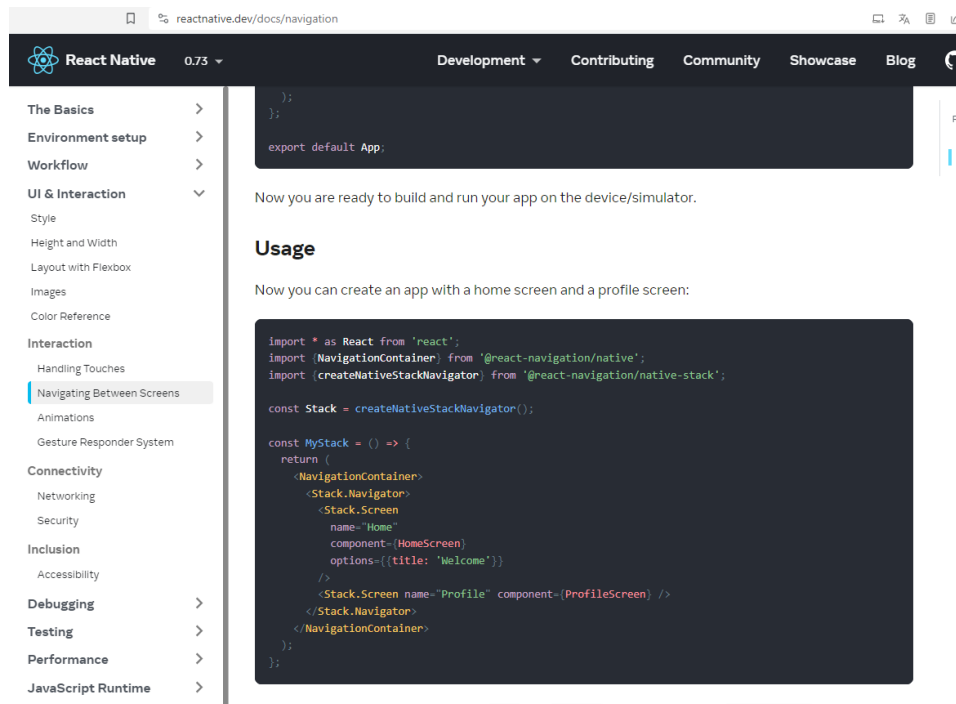 reactnative.dev/docs/navigation
React Native 0.73 Development Contributing Community Showcase Blog
The Basics
Environment setup
Workflow
UI & Interaction
Style
Height and Width
Layout with Flexbox
Images
Color Reference
Interaction
Handling Touches
Navigating Between Screens
Animations
Gesture Responder System
Connectivity
Networking
Security
Inclusion
Accessibility
Debugging
Testing
Performance
JavaScript Runtime
);
};
export default App;
Now you are ready to build and run your app on the device/simulator.
Usage
Now you can create an app with a home screen and a profile screen:
import * as React from 'react';
import {NavigationContainer} from '@react-navigation/native';
import {createNativeStackNavigator} from '@react-navigation/native-stack';
const Stack = createNativeStackNavigator();
const MyStack = () => {
  return (
    <NavigationContainer>
      <Stack.Navigator>
        <Stack.Screen
          name="Home"
          component={HomeScreen}
          options={{title: 'Welcome'}}
        />
        <Stack.Screen name="Profile" component={ProfileScreen} />
      </Stack.Navigator>
    </NavigationContainer>
  );
};